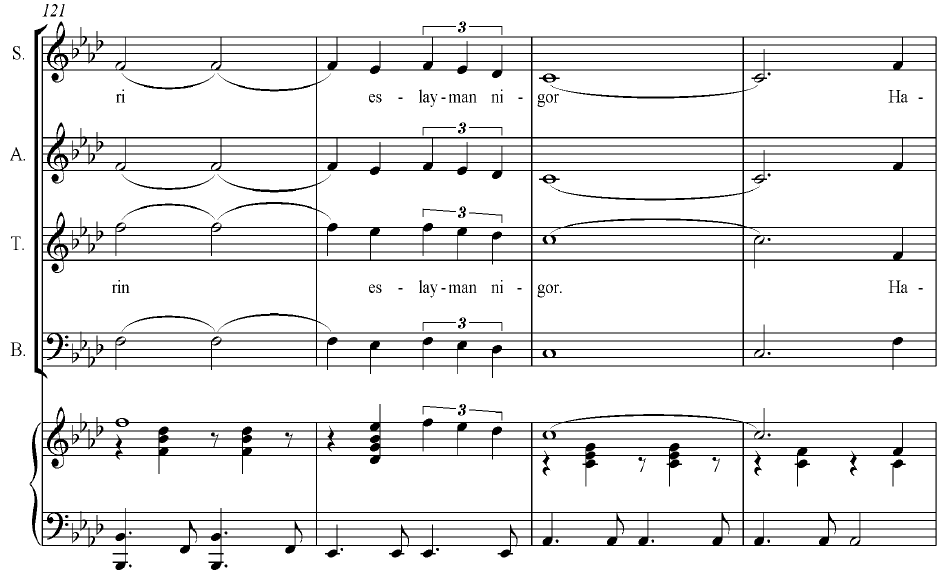 121
S.
3
ri es - lay - man ni - gor Ha -
A.
3
T.
3
rin es - lay - man ni - gor. Ha -
B.
3
3